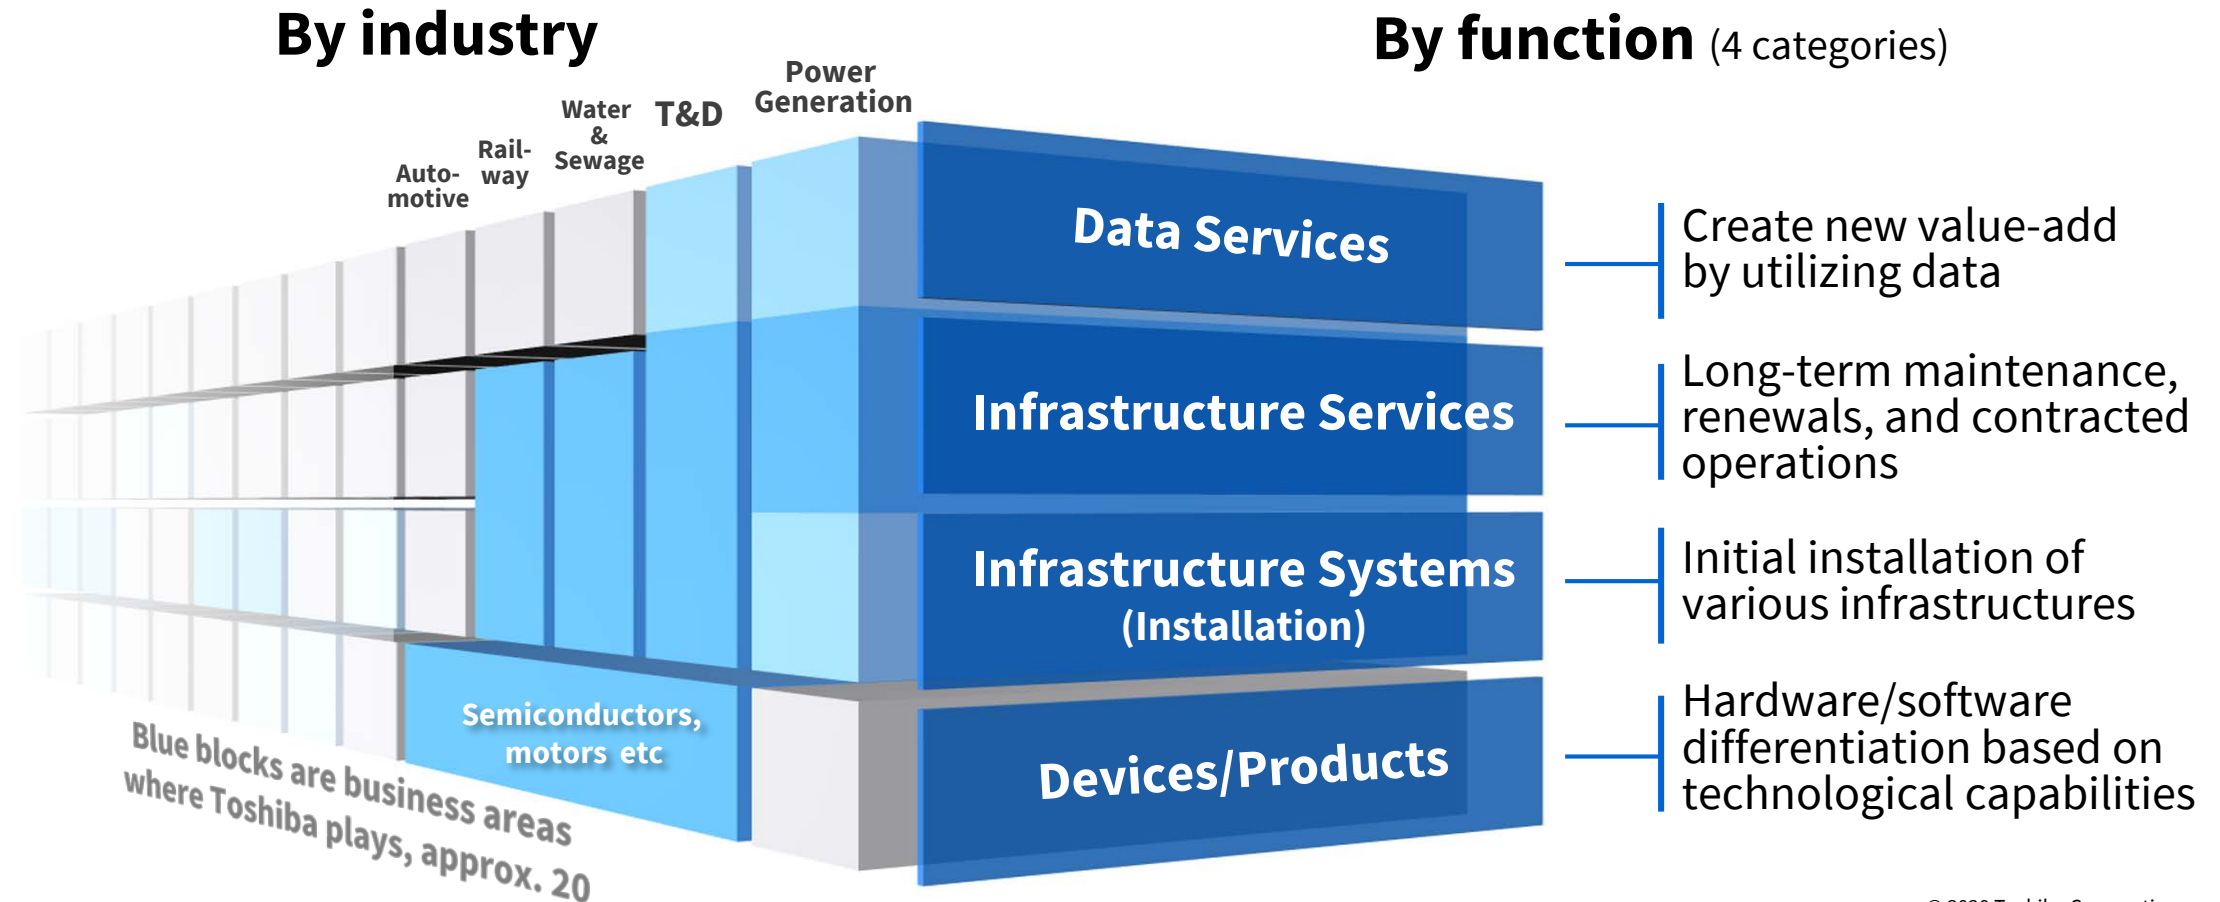 By industry
By function (4 categories)
Power
Generation
T&D
Water
&
Sewage
Rail-
way
Auto-
motive
Data Services
Create new value-add
by utilizing data
Infrastructure Services
Long-term maintenance,
renewals, and contracted
operations
Infrastructure Systems
(Installation)
Initial installation of
various infrastructures
Devices/Products
Hardware/software
differentiation based on
technological capabilities
Semiconductors,
motors etc
Blue blocks are business areas
where Toshiba plays, approx. 20